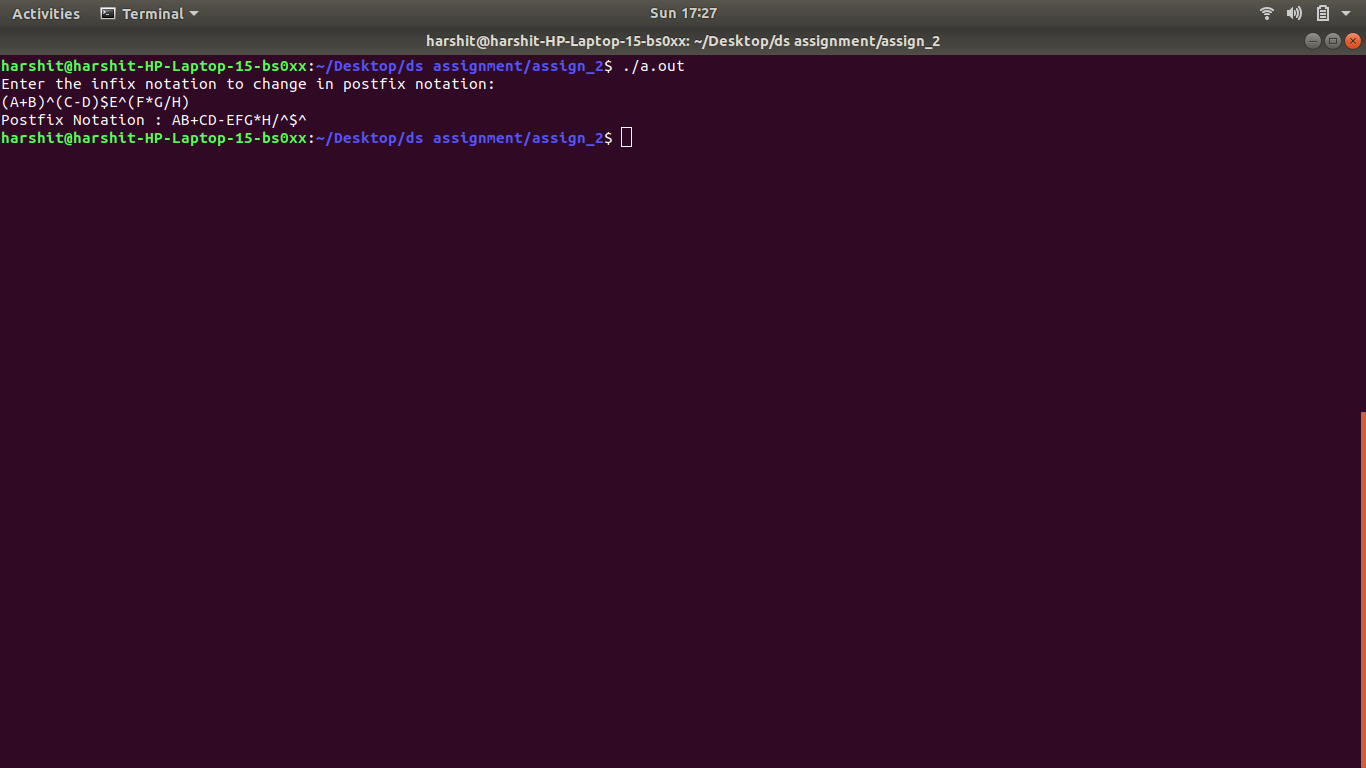 Activities Terminal Sun 17:27
harshit@harshit-HP-Laptop-15-bs0xx: ~/Desktop/ds assignment/assign_2
harshit@harshit-HP-Laptop-15-bs0xx:~/Desktop/ds assignment/assign_2$ ./a.out
Enter the infix notation to change in postfix notation:
(A+B)^(C-D)$E^(F*G/H)
Postfix Notation : AB+CD-EFG*H/^$^
harshit@harshit-HP-Laptop-15-bs0xx:~/Desktop/ds assignment/assign_2$